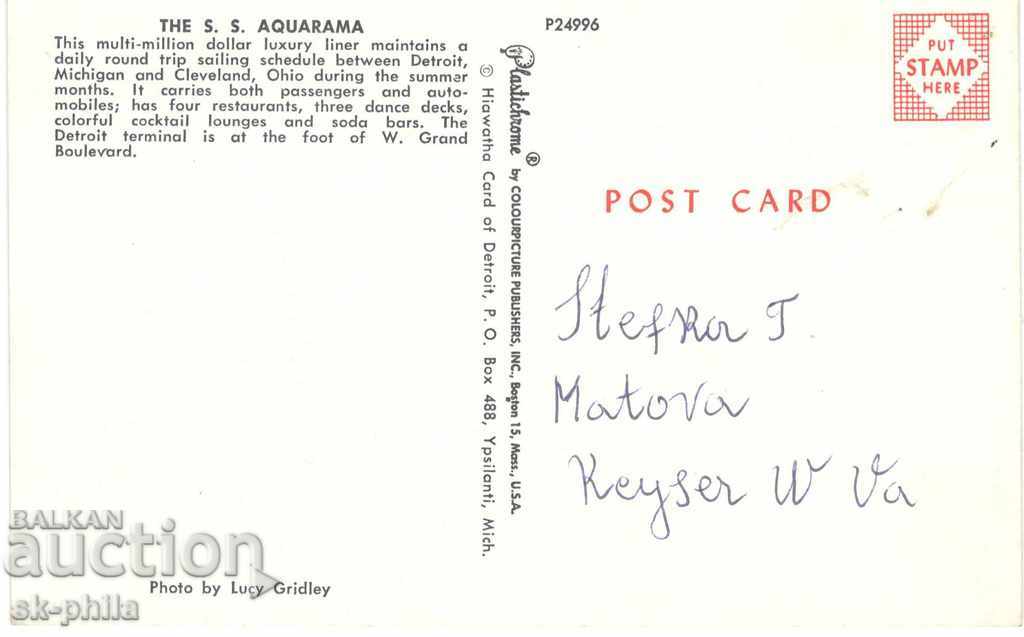 THE S. S. AQUARAMA
This multi-million dollar luxury liner maintains a
daily round trip sailing schedule between Detroit,
Michigan and Cleveland, Ohio during the summer
months. It carries both passengers and auto-
mobiles; has four restaurants, three dance decks,
colorful cocktail lounges and soda bars. The
Detroit terminal is at the foot of W. Grand
Boulevard.
Photo by Lucy Gridley
© Hiawatha Card of Detroit, P. O. Box 488, Ypsilanti, Mich.
Plastichrome ® by COLOURPICTURE PUBLISHERS, INC., Boston 15, Mass., U.S.A.
P24996
PUT
STAMP
HERE
POST CARD
Stefka T.
Matova
Keyser W Va
BALKAN
auction
sk-phila